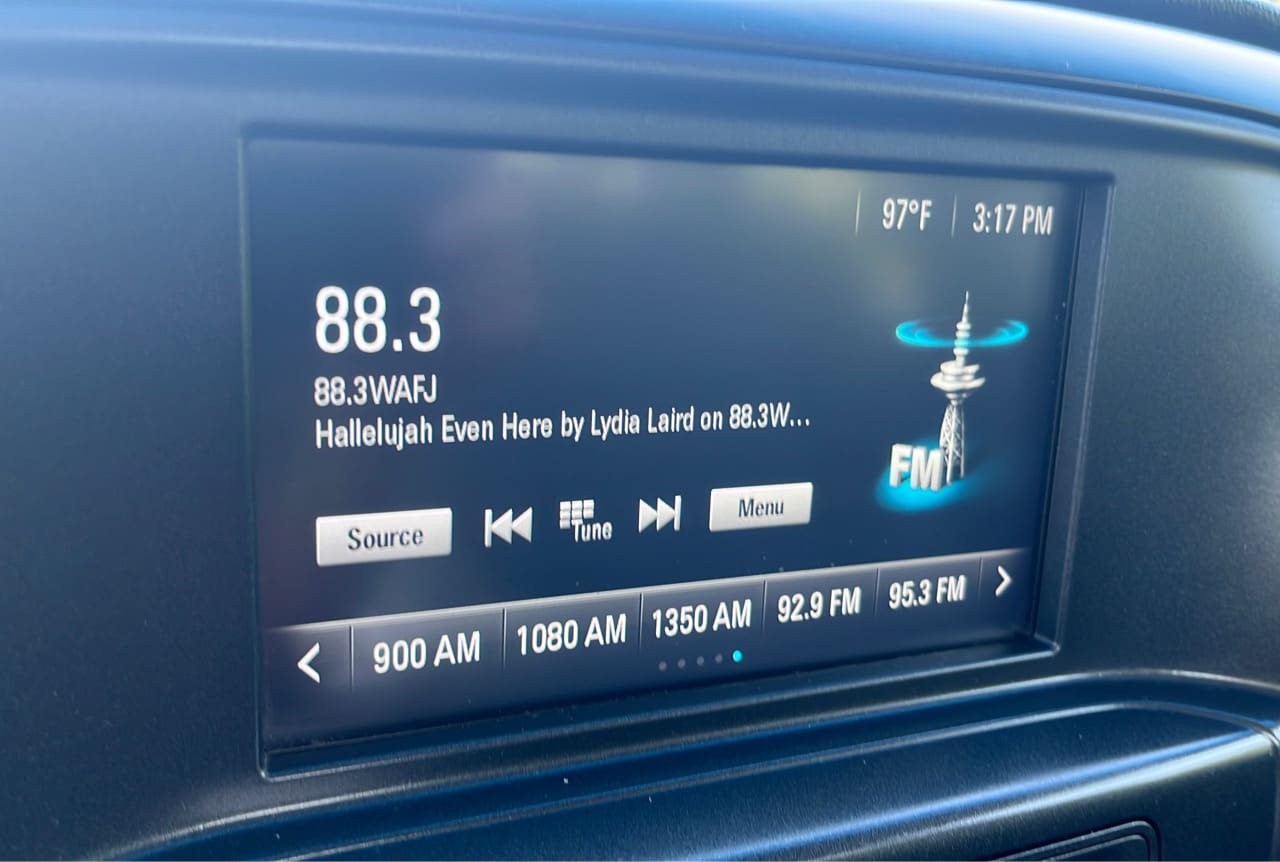 97°F 3:17 PM
88.3
88.3WAFJ
Hallelujah Even Here by Lydia Laird on 88.3W...
FM
Source Tune Menu
900 AM 1080 AM 1350 AM 92.9 FM 95.3 FM